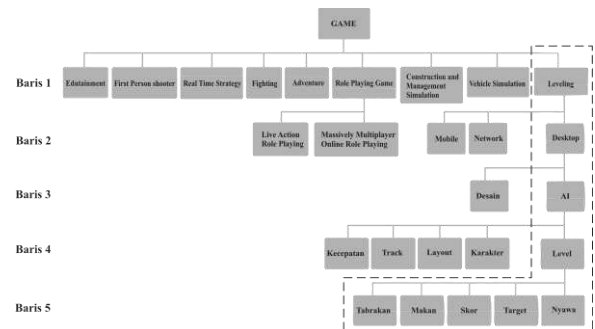 GAME
Baris 1
Edutainment
First Person shooter
Real Time Strategy
Fighting
Adventure
Role Playing Game
Construction and
Management
Simulation
Vehicle Simulation
Leveling
Baris 2
Live Action
Role Playing
Massively Multiplayer
Online Role Playing
Mobile
Network
Desktop
Baris 3
Desain
AI
Baris 4
Kecepatan
Track
Layout
Karakter
Level
Baris 5
Tabrakan
Makan
Skor
Target
Nyawa